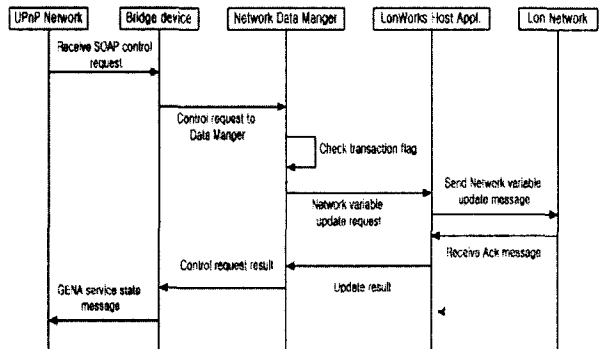 UPnP Network
Bridge device
Network Data Manger
LonWorks Host Appl.
Lon Network
Receive SOAP control
request
Control request to
Data Manger
Check transaction flag
Send Network variable
update message
Network variable
update request
Receive Ack message
Control request result
Update result
GENA service state
message